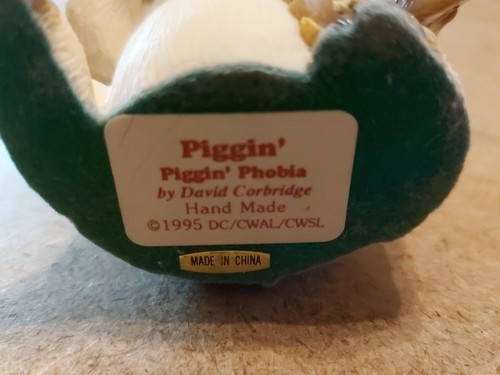 Piggin'
Piggin' Phobia
by David Corbridge
Hand Made
©1995 DC/CWAL/CWSL
MADE IN CHINA